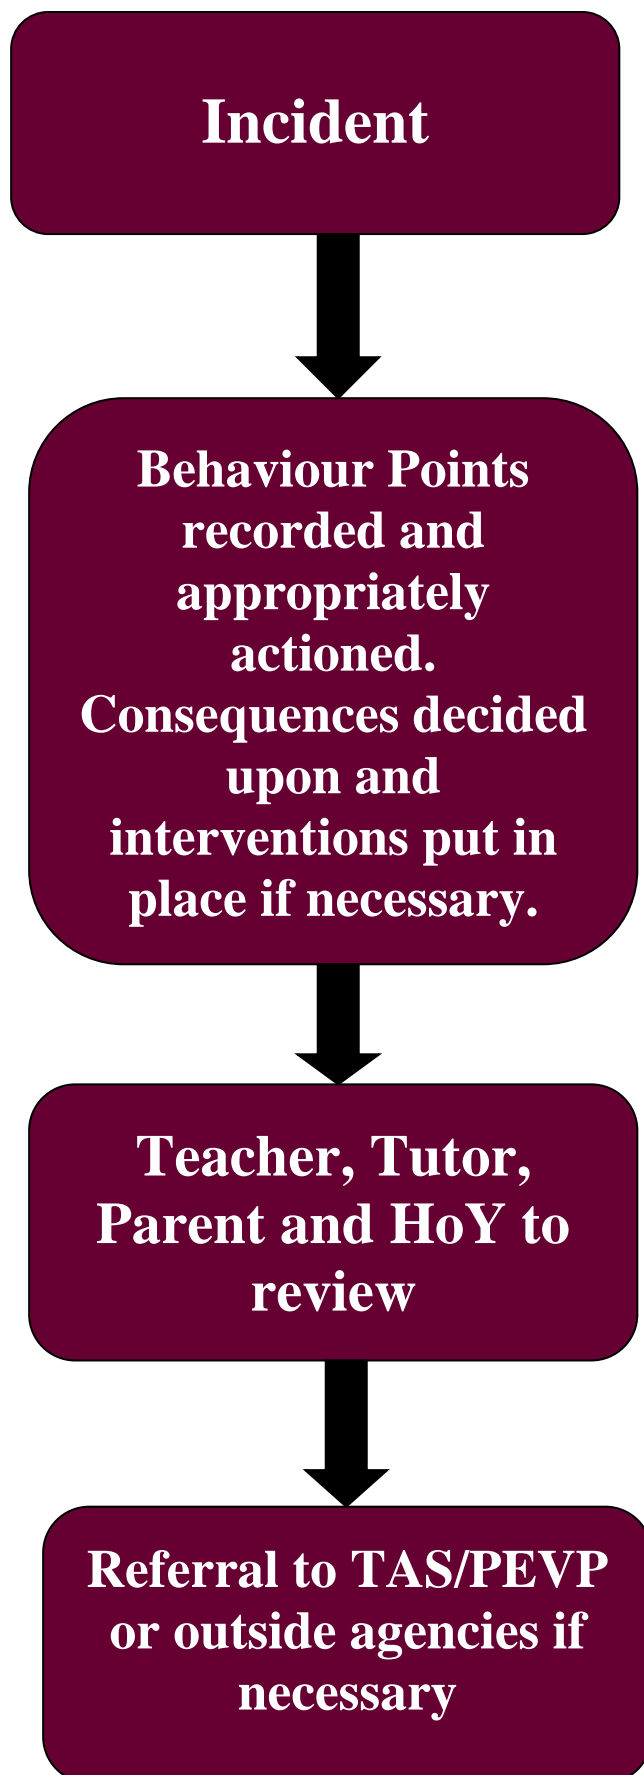 Incident
Behaviour Points
recorded and
appropriately
actioned.
Consequences decided
upon and
interventions put in
place if necessary.
Teacher, Tutor,
Parent and HoY to
review
Referral to TAS/PEVP
or outside agencies if
necessary